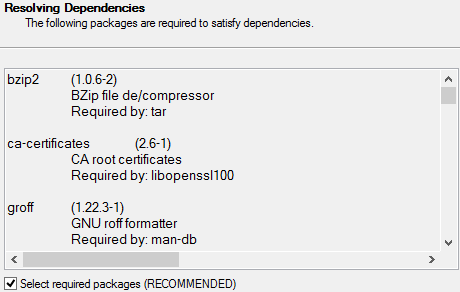 Resolving Dependencies
The following packages are required to satisfy dependencies.
bzip2 (1.0.6-2)
BZip file de/compressor
Required by: tar
ca-certificates (2.6-1)
CA root certificates
Required by: libopenssl100
groff (1.22.3-1)
GNU roff formatter
Required by: man-db
Select required packages (RECOMMENDED)